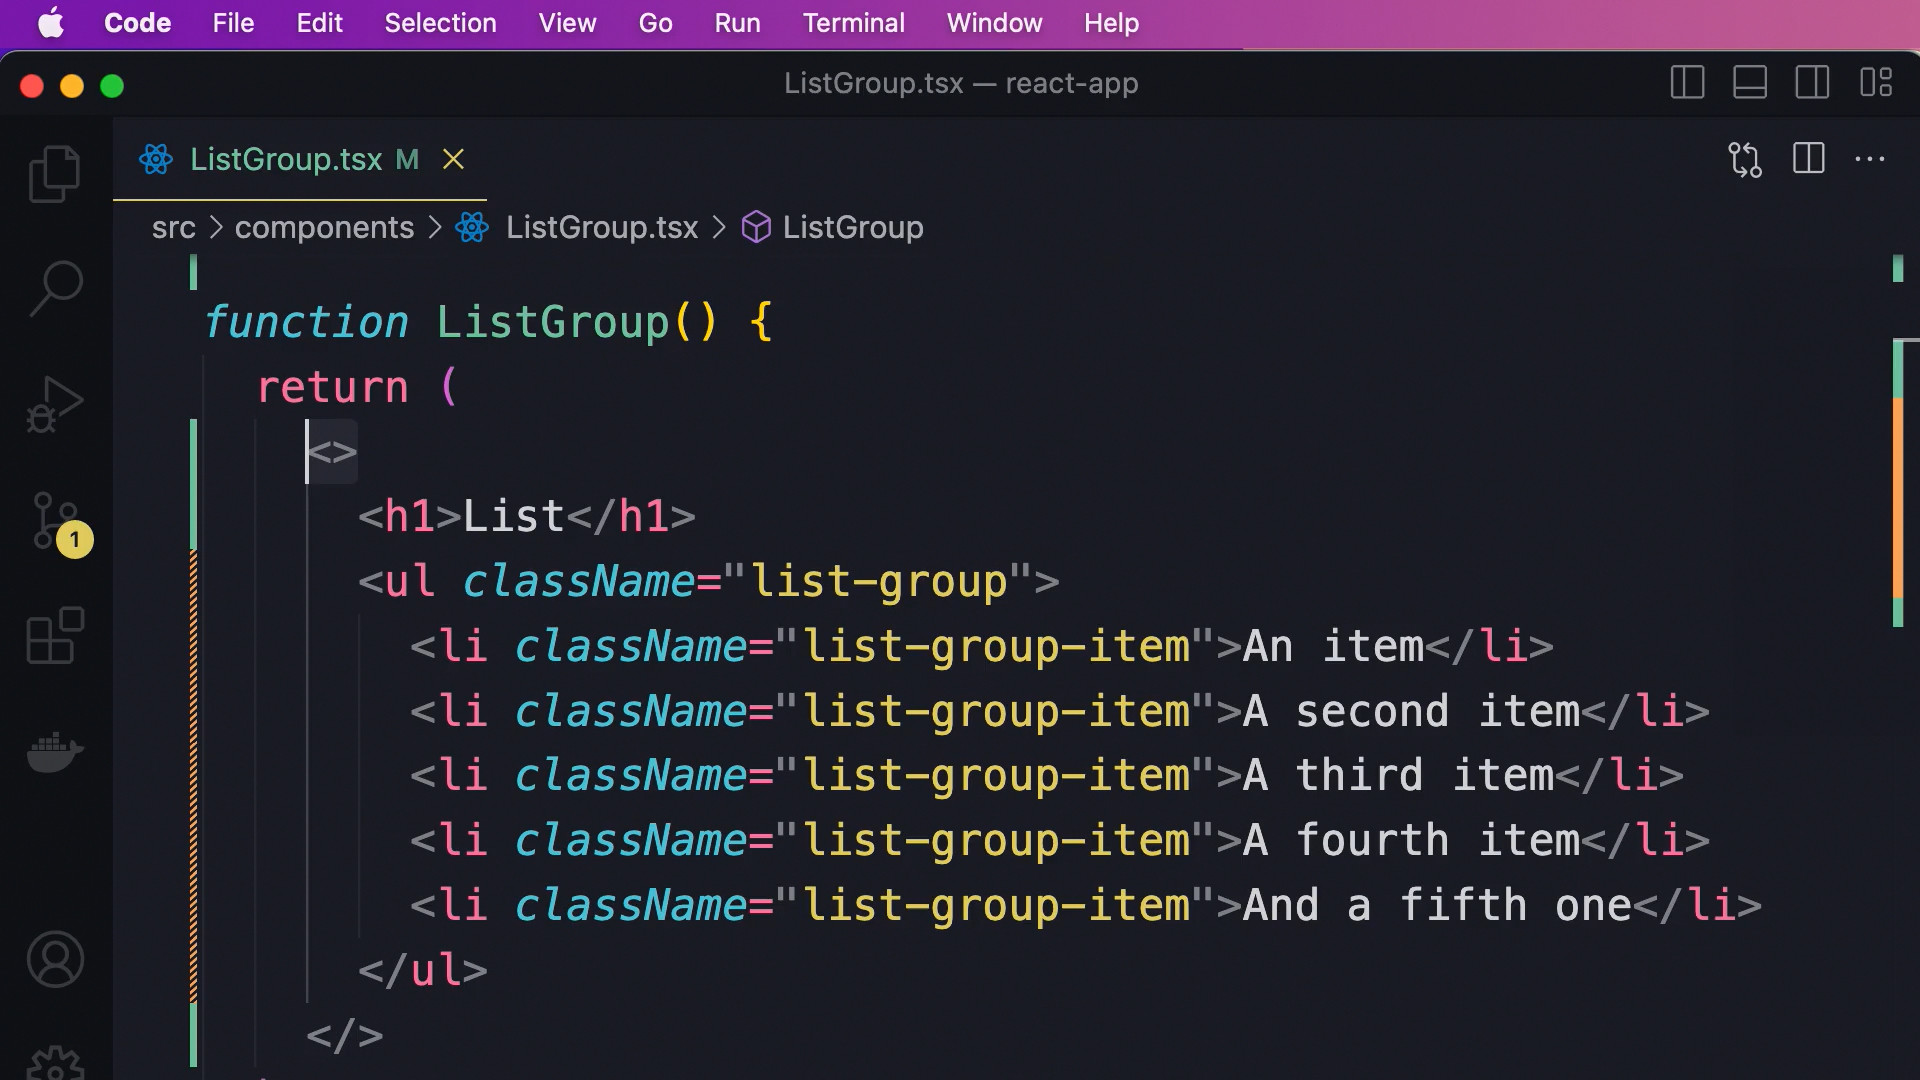 Code File Edit Selection View Go Run Terminal Window Help
ListGroup.tsx — react-app
ListGroup.tsx M
src > components > ListGroup.tsx > ListGroup
function ListGroup() {
return (
<>
<h1>List</h1>
<ul className="list-group">
<li className="list-group-item">An item</li>
<li className="list-group-item">A second item</li>
<li className="list-group-item">A third item</li>
<li className="list-group-item">A fourth item</li>
<li className="list-group-item">And a fifth one</li>
</ul>
</>
1